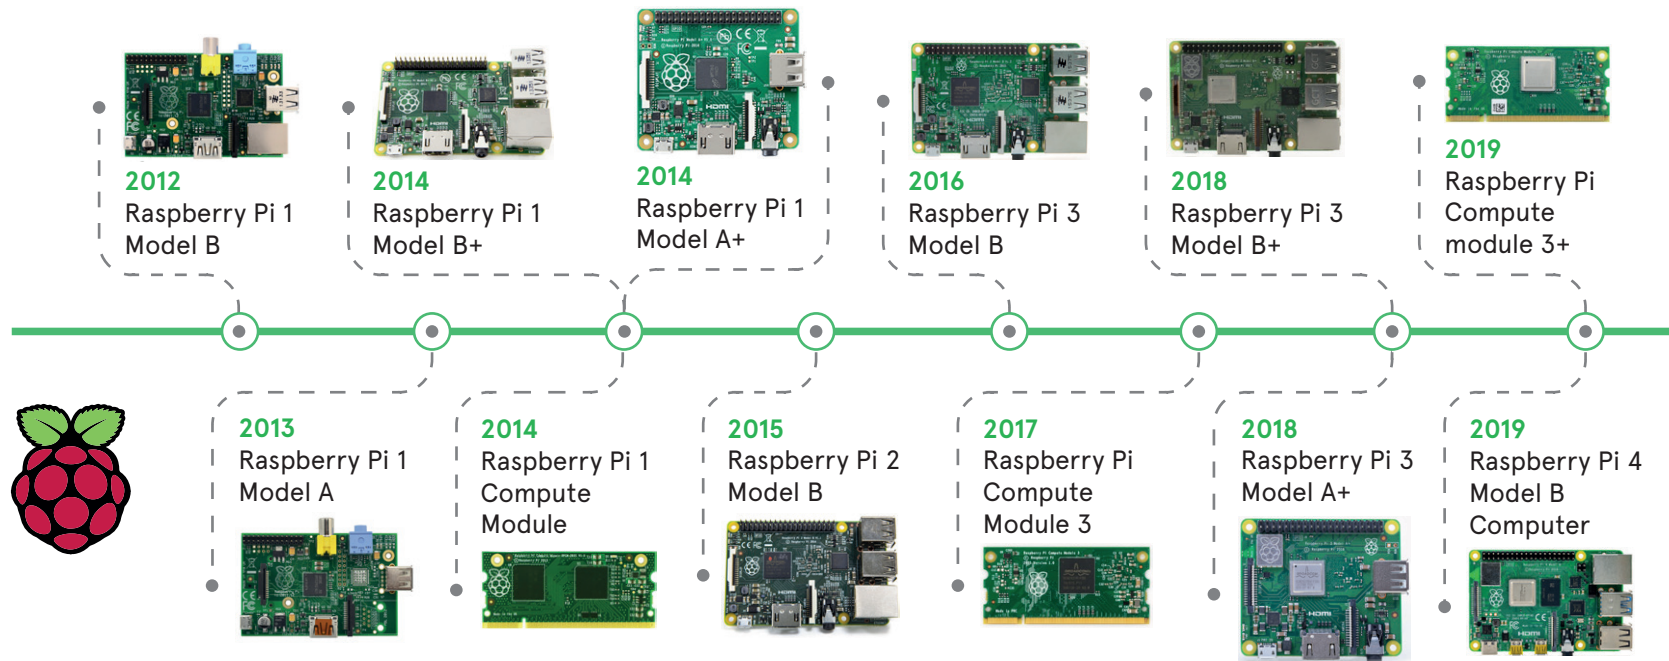 2012
Raspberry Pi 1
Model B
2014
Raspberry Pi 1
Model B+
2014
Raspberry Pi 1
Model A+
2016
Raspberry Pi 3
Model B
2018
Raspberry Pi 3
Model B+
2019
Raspberry Pi
Compute
module 3+
2013
Raspberry Pi 1
Model A
2014
Raspberry Pi 1
Compute
Module
2015
Raspberry Pi 2
Model B
2017
Raspberry Pi
Compute
Module 3
2018
Raspberry Pi 3
Model A+
2019
Raspberry Pi 4
Model B
Computer